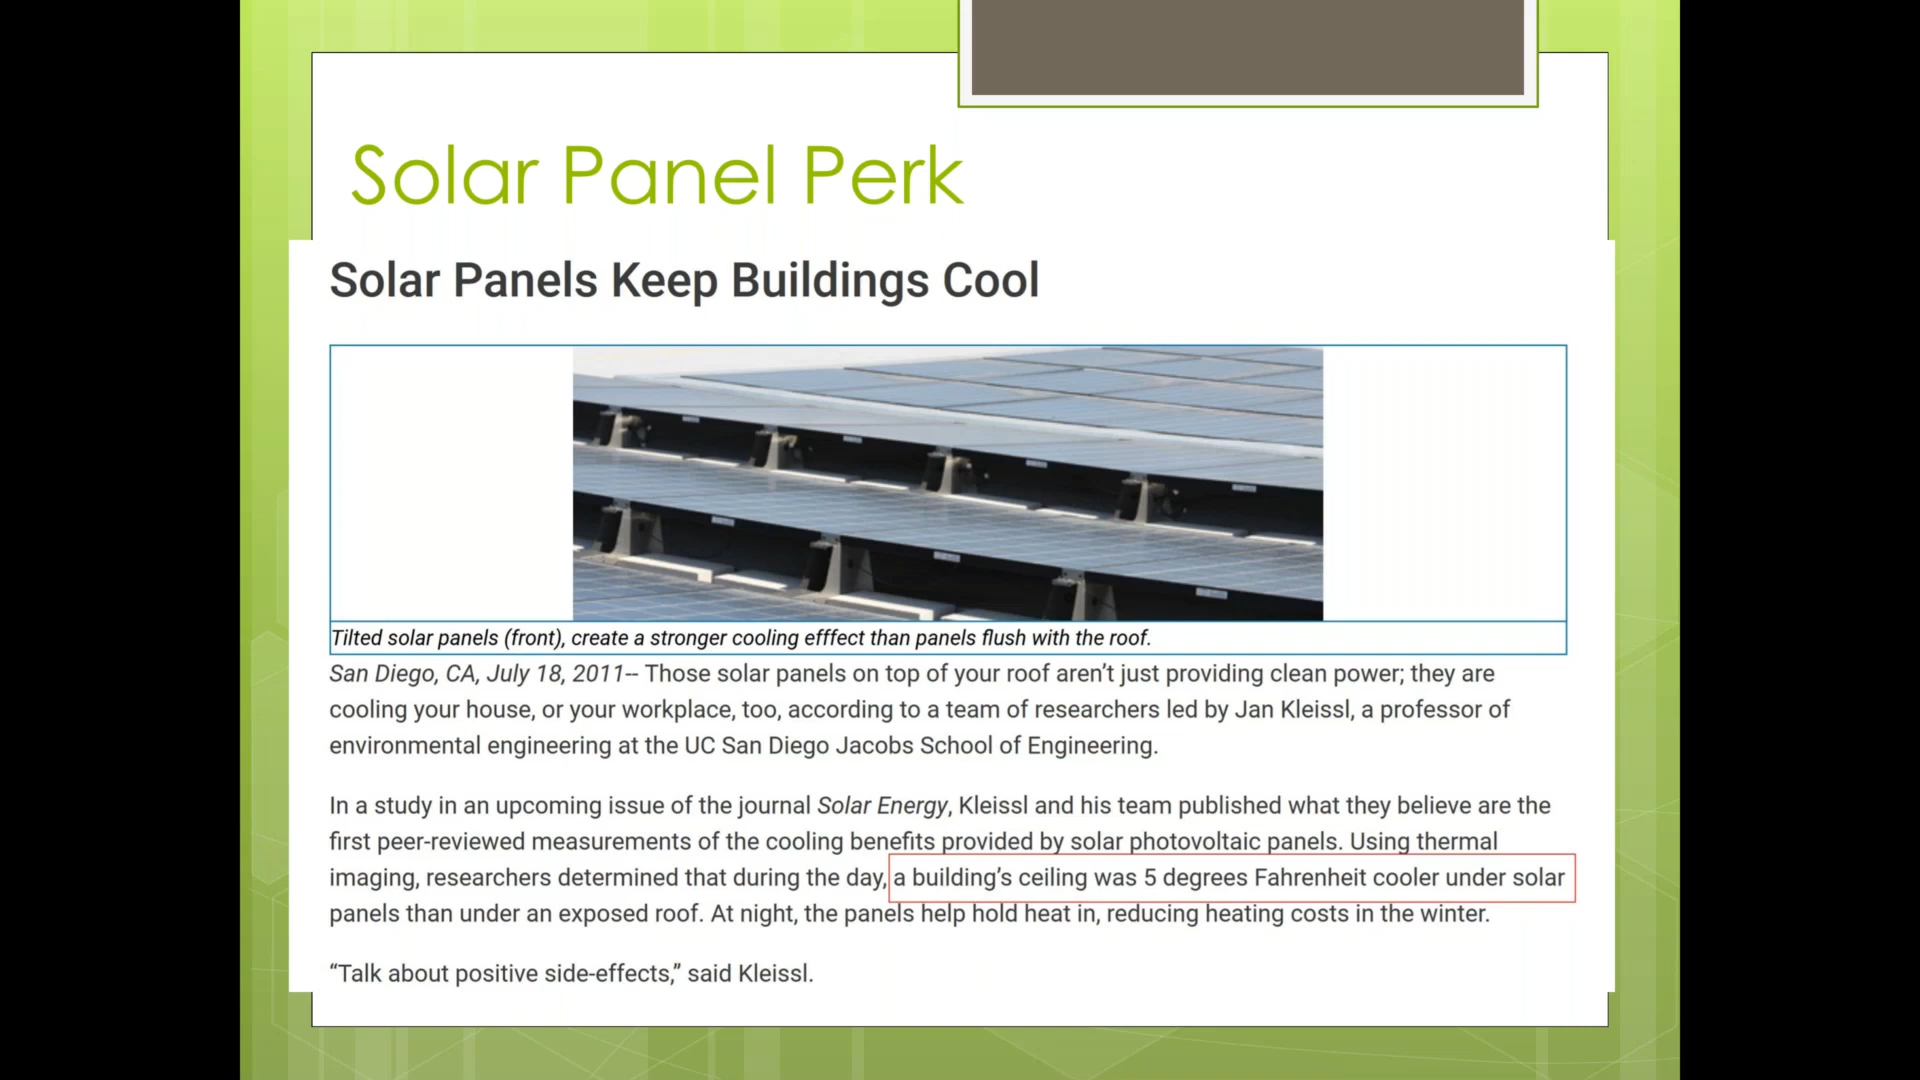 Solar Panel Perk
Solar Panels Keep Buildings Cool
Tilted solar panels (front), create a stronger cooling efffect than panels flush with the roof.
San Diego, CA, July 18, 2011-- Those solar panels on top of your roof aren’t just providing clean power; they are
cooling your house, or your workplace, too, according to a team of researchers led by Jan Kleissl, a professor of
environmental engineering at the UC San Diego Jacobs School of Engineering.
In a study in an upcoming issue of the journal Solar Energy, Kleissl and his team published what they believe are the
first peer-reviewed measurements of the cooling benefits provided by solar photovoltaic panels. Using thermal
imaging, researchers determined that during the day, a building’s ceiling was 5 degrees Fahrenheit cooler under solar
panels than under an exposed roof. At night, the panels help hold heat in, reducing heating costs in the winter.
“Talk about positive side-effects,” said Kleissl.